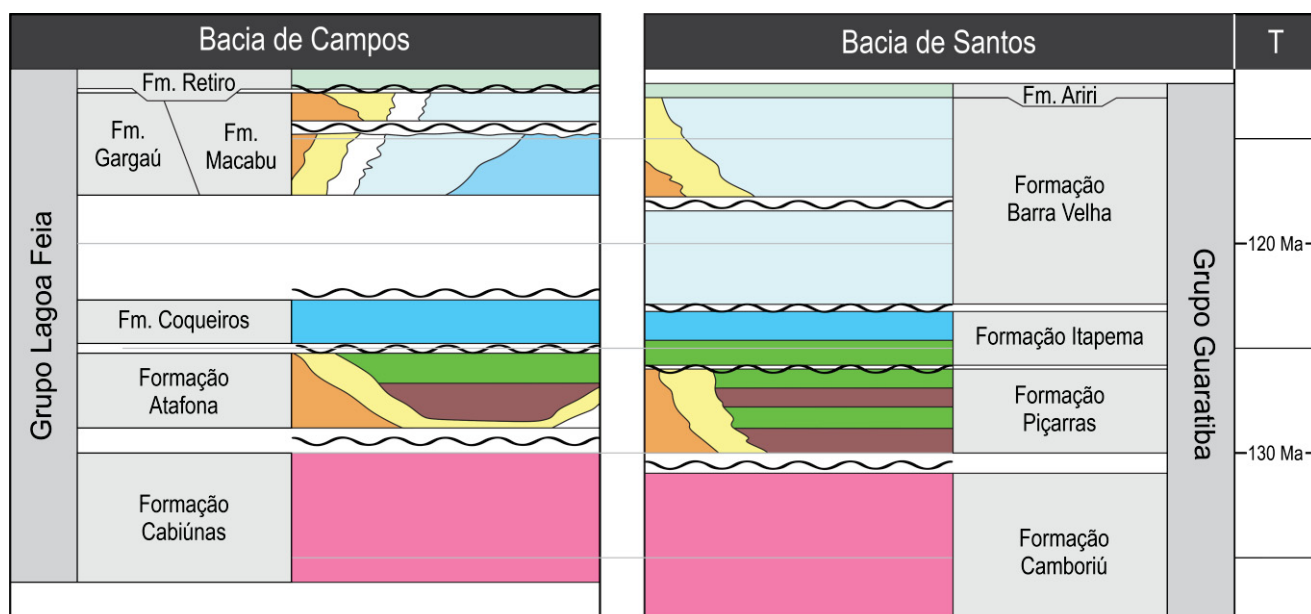 Bacia de Campos
Bacia de Santos
T
Grupo Lagoa Feia
Fm. Retiro
Fm.
Gargaú
Fm.
Macabu
Fm. Coqueiros
Formação
Atafona
Formação
Cabiúnas
Fm. Ariri
Formação
Barra Velha
Formação Itapema
Formação
Piçarras
Formação
Camboriú
Grupo Guaratiba
120 Ma
130 Ma